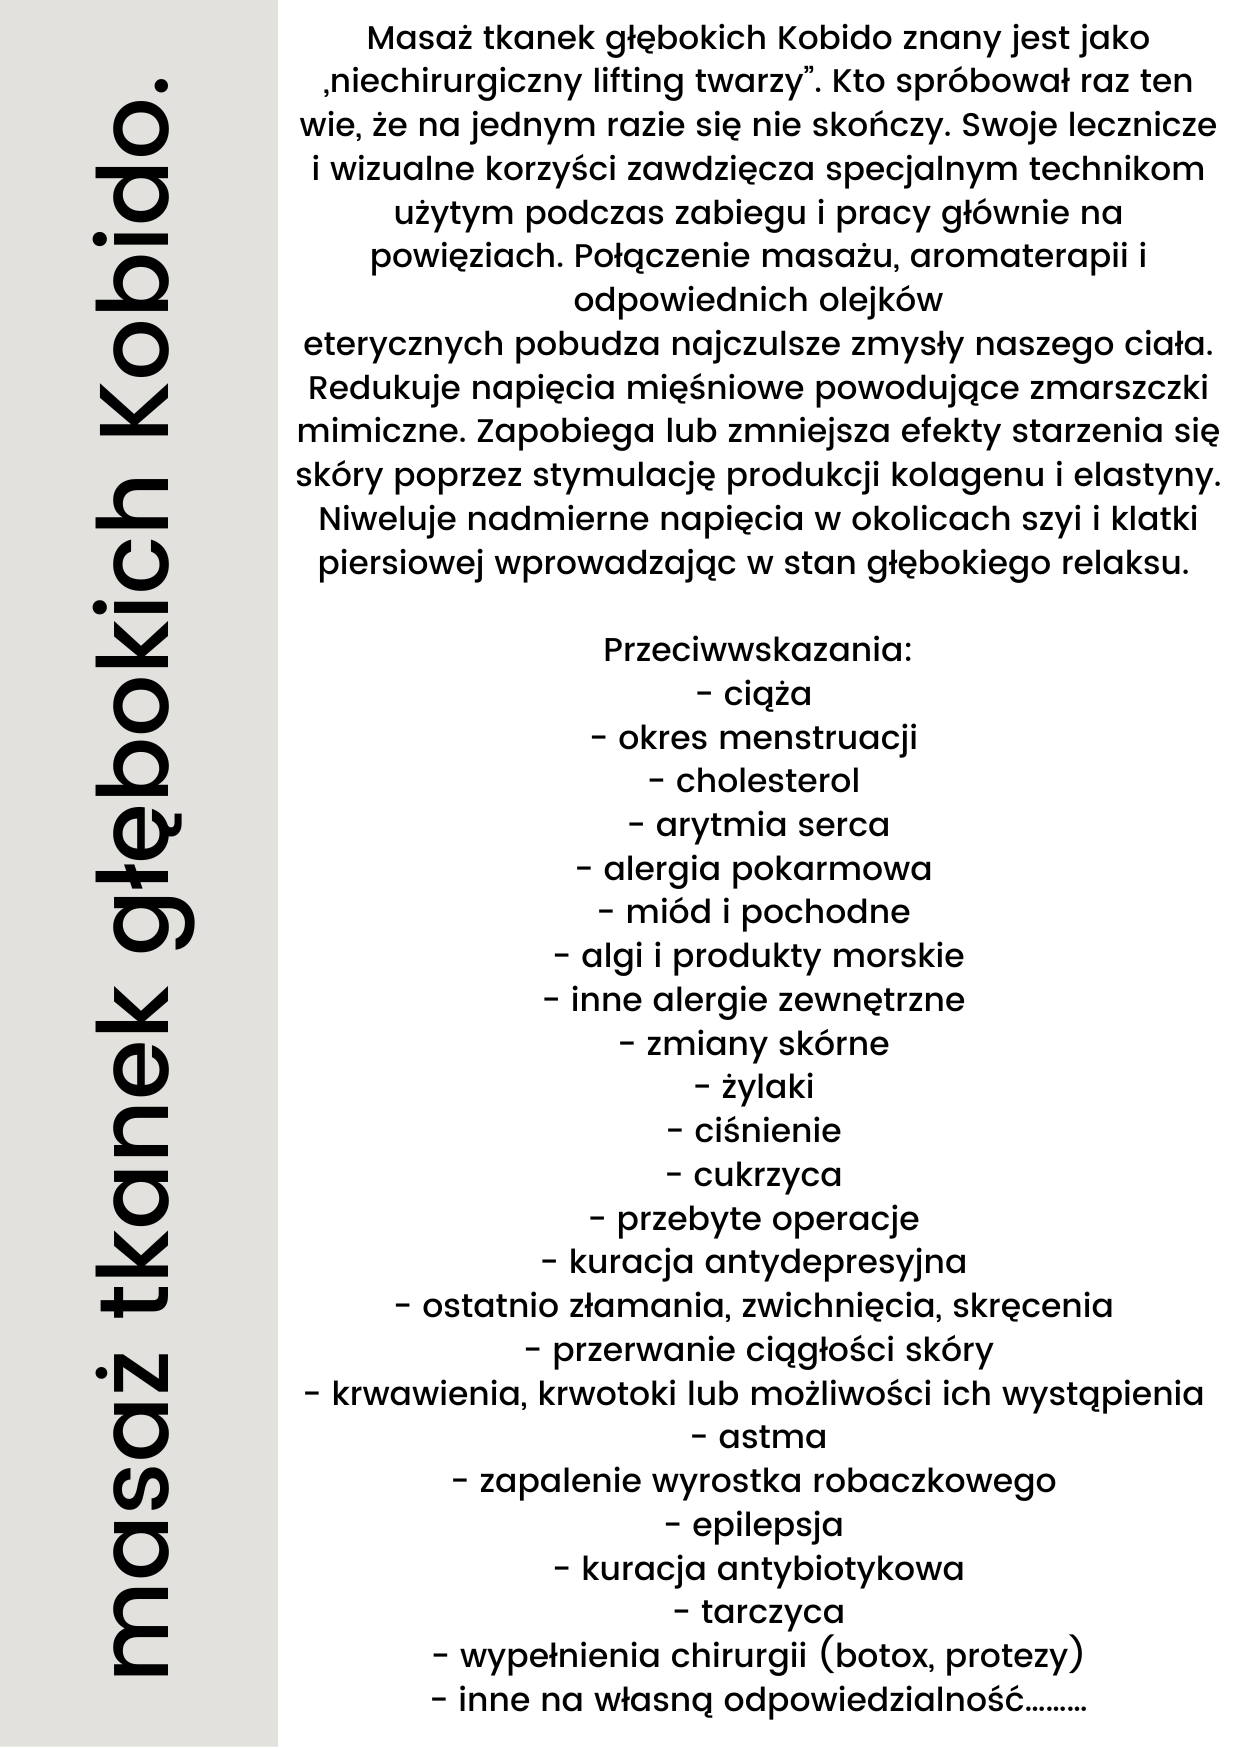 masaż tkanek głębokich Kobido.
Masaż tkanek głębokich Kobido znany jest jako
‚niechirurgiczny lifting twarzy”. Kto spróbował raz ten
wie, że na jednym razie się nie skończy. Swoje lecznicze
i wizualne korzyści zawdzięcza specjalnym technikom
użytym podczas zabiegu i pracy głównie na
powięziach. Połączenie masażu, aromaterapii i
odpowiednich olejków
eterycznych pobudza najczulsze zmysły naszego ciała.
Redukuje napięcia mięśniowe powodujące zmarszczki
mimiczne. Zapobiega lub zmniejsza efekty starzenia się
skóry poprzez stymulację produkcji kolagenu i elastyny.
Niweluje nadmierne napięcia w okolicach szyi i klatki
piersiowej wprowadzając w stan głębokiego relaksu.
Przeciwwskazania:
- ciąża
- okres menstruacji
- cholesterol
- arytmia serca
- alergia pokarmowa
- miód i pochodne
- algi i produkty morskie
- inne alergie zewnętrzne
- zmiany skórne
- żylaki
- ciśnienie
- cukrzyca
- przebyte operacje
- kuracja antydepresyjna
- ostatnio złamania, zwichnięcia, skręcenia
- przerwanie ciągłości skóry
- krwawienia, krwotoki lub możliwości ich wystąpienia
- astma
- zapalenie wyrostka robaczkowego
- epilepsja
- kuracja antybiotykowa
- tarczyca
- wypełnienia chirurgii (botox, protezy)
- inne na własną odpowiedzialność………